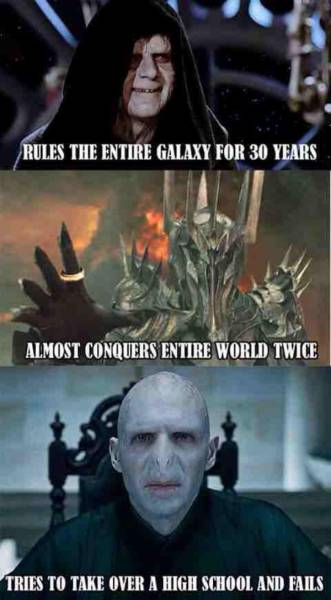 RULES THE ENTIRE GALAXY FOR 30 YEARS
ALMOST CONQUERS ENTIRE WORLD TWICE
TRIES TO TAKE OVER A HIGH SCHOOL AND FAILS